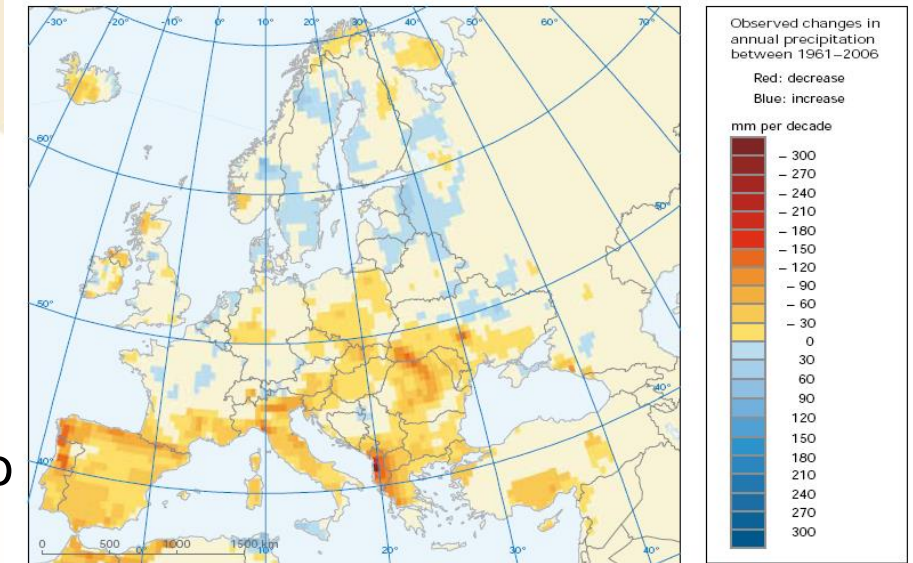 -30° -20° -10° 0° 10° 20° 30° 40° 50° 60° 70°
60°
50°
50°
40°
40°
0 500 1000 1500 km
0° 10° 20° 30° 40°
o
Observed changes in
annual precipitation
between 1961–2006
Red: decrease
Blue: increase
mm per decade
– 300
– 270
– 240
– 210
– 180
– 150
– 120
– 90
– 60
– 30
0
30
60
90
120
150
180
210
240
270
300